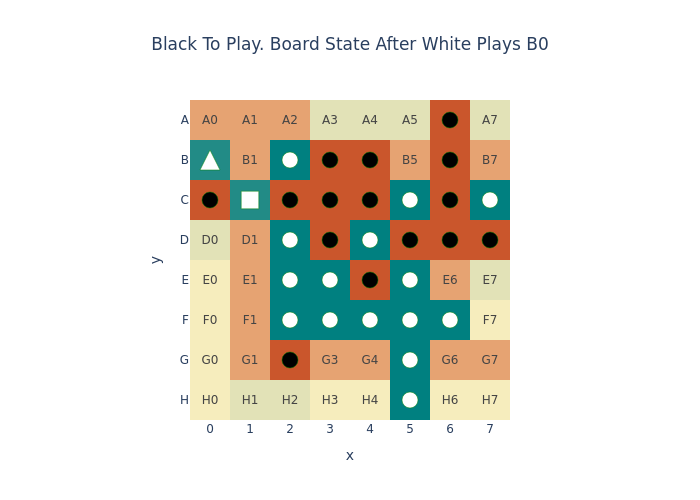 Black To Play. Board State After White Plays B0
A A0 A1 A2 A3 A4 A5 A7
B B1 B5 B7
C
D D0 D1
E E0 E1 E6 E7
F F0 F1 F7
G G0 G1 G3 G4 G6 G7
H H0 H1 H2 H3 H4 H6 H7
0 1 2 3 4 5 6 7
x
y